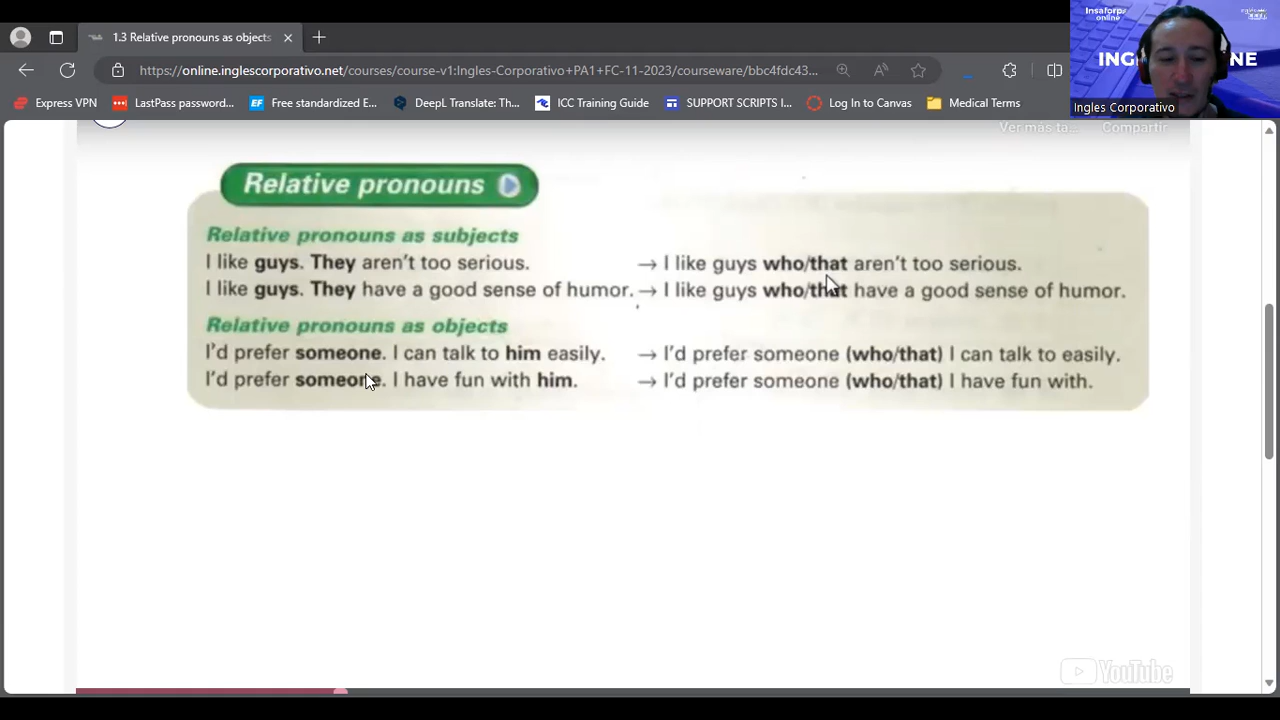 1.3 Relative pronouns as objects
https://online.inglescorporativo.net/courses/course-v1:Ingles-Corporativo+PA1+FC-11-2023/courseware/bbc4fdc43...
Express VPN
LastPass password...
Free standardized E...
DeepL Translate: Th...
ICC Training Guide
SUPPORT SCRIPTS I...
Log In to Canvas
Medical Terms
Insaforp
online
ONLINE
Ingles Corporativo
Ver más ta...
Compartir
Relative pronouns
Relative pronouns as subjects
I like guys. They aren't too serious. → I like guys who/that aren't too serious.
I like guys. They have a good sense of humor. → I like guys who/that have a good sense of humor.
Relative pronouns as objects
I'd prefer someone. I can talk to him easily. → I'd prefer someone (who/that) I can talk to easily.
I'd prefer someone. I have fun with him. → I'd prefer someone (who/that) I have fun with.
YouTube